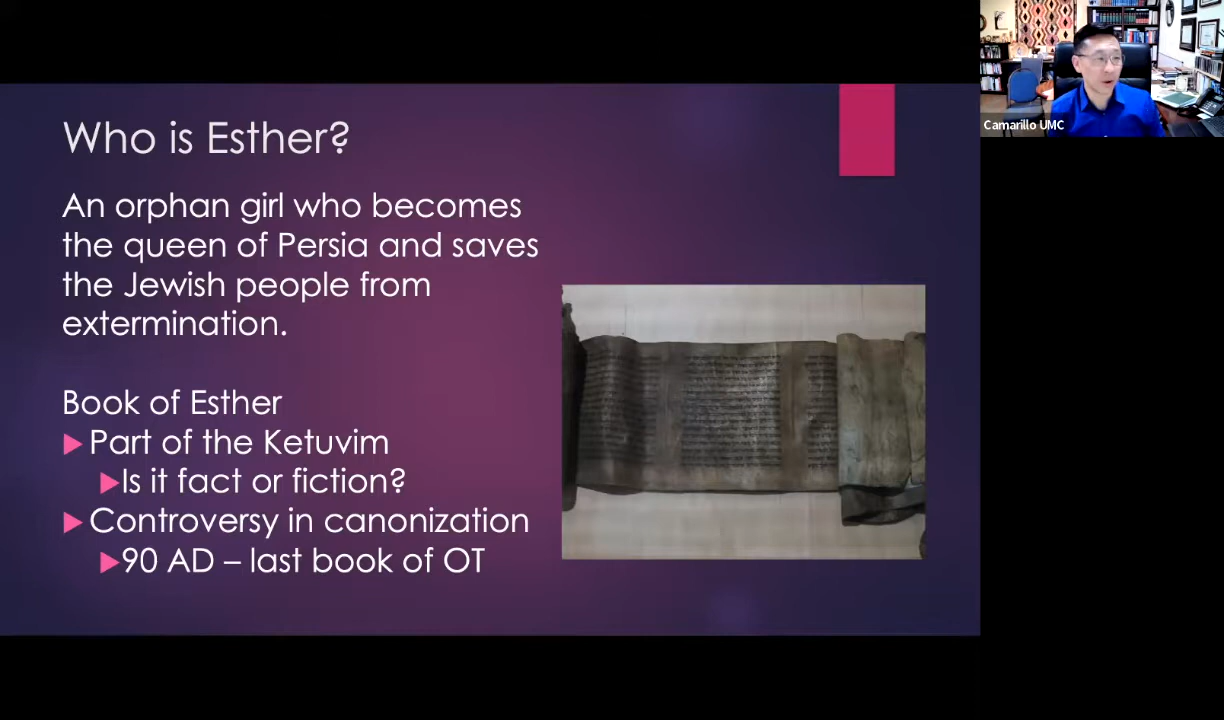 Who is Esther?
An orphan girl who becomes
the queen of Persia and saves
the Jewish people from
extermination.
Book of Esther
Part of the Ketuvim
Is it fact or fiction?
Controversy in canonization
90 AD – last book of OT
Camarillo UMC